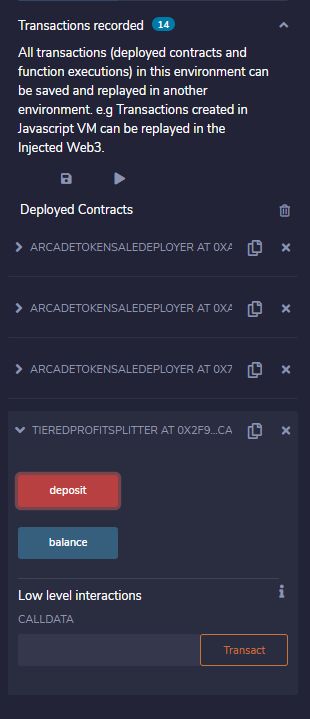 Transactions recorded 14
All transactions (deployed contracts and
function executions) in this environment can
be saved and replayed in another
environment. e.g Transactions created in
Javascript VM can be replayed in the
Injected Web3.
Deployed Contracts
ARCADETOKENSALEDEPLOYER AT 0XA
ARCADETOKENSALEDEPLOYER AT 0XA
ARCADETOKENSALEDEPLOYER AT 0X7
TIEREDPROFITSPLITTER AT 0X2F9...CA
deposit
balance
Low level interactions
CALLDATA
Transact